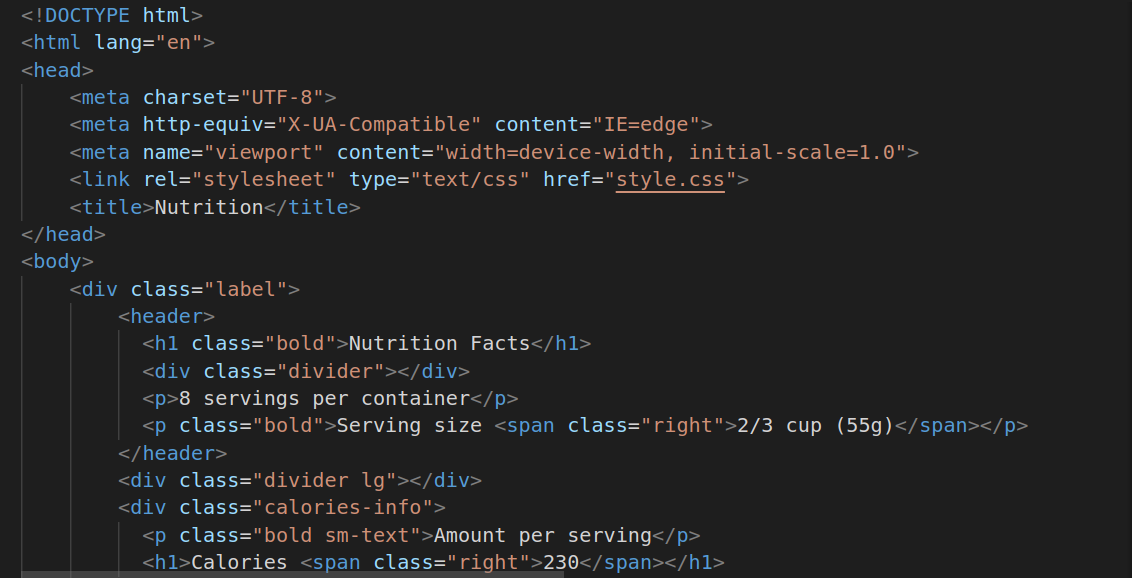 <!DOCTYPE html>
<html lang="en">
<head>
    <meta charset="UTF-8">
    <meta http-equiv="X-UA-Compatible" content="IE=edge">
    <meta name="viewport" content="width=device-width, initial-scale=1.0">
    <link rel="stylesheet" type="text/css" href="style.css">
    <title>Nutrition</title>
</head>
<body>
    <div class="label">
        <header>
          <h1 class="bold">Nutrition Facts</h1>
          <div class="divider"></div>
          <p>8 servings per container</p>
          <p class="bold">Serving size <span class="right">2/3 cup (55g)</span></p>
        </header>
        <div class="divider lg"></div>
        <div class="calories-info">
          <p class="bold sm-text">Amount per serving</p>
          <h1>Calories <span class="right">230</span></h1>